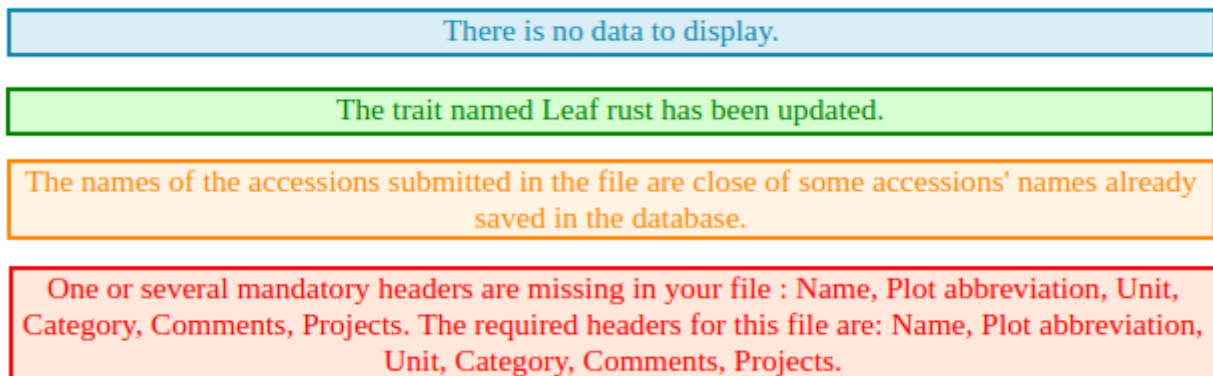 There is no data to display.
The trait named Leaf rust has been updated.
The names of the accessions submitted in the file are close of some accessions' names already
saved in the database.
One or several mandatory headers are missing in your file : Name, Plot abbreviation, Unit,
Category, Comments, Projects. The required headers for this file are: Name, Plot abbreviation,
Unit, Category, Comments, Projects.